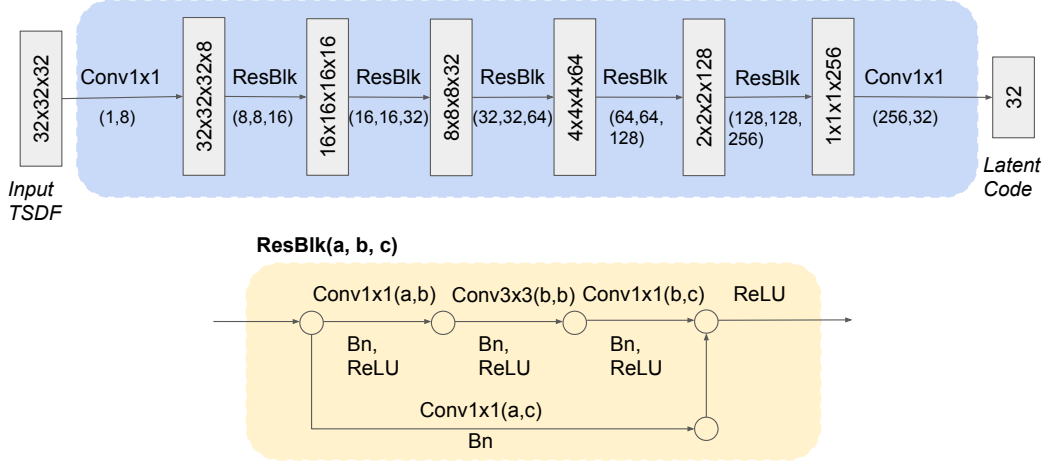 32x32x32
Input
TSDF
Conv1x1
(1,8)
32x32x32x8
ResBlk
(8,8,16)
16x16x16x16
ResBlk
(16,16,32)
8x8x8x32
ResBlk
(32,32,64)
4x4x4x64
ResBlk
(64,64,
128)
2x2x2x128
ResBlk
(128,128,
256)
1x1x1x256
Conv1x1
(256,32)
32
Latent
Code
ResBlk(a, b, c)
Conv1x1(a,b)
Bn,
ReLU
Conv3x3(b,b)
Bn,
ReLU
Conv1x1(b,c)
Bn,
ReLU
ReLU
Conv1x1(a,c)
Bn